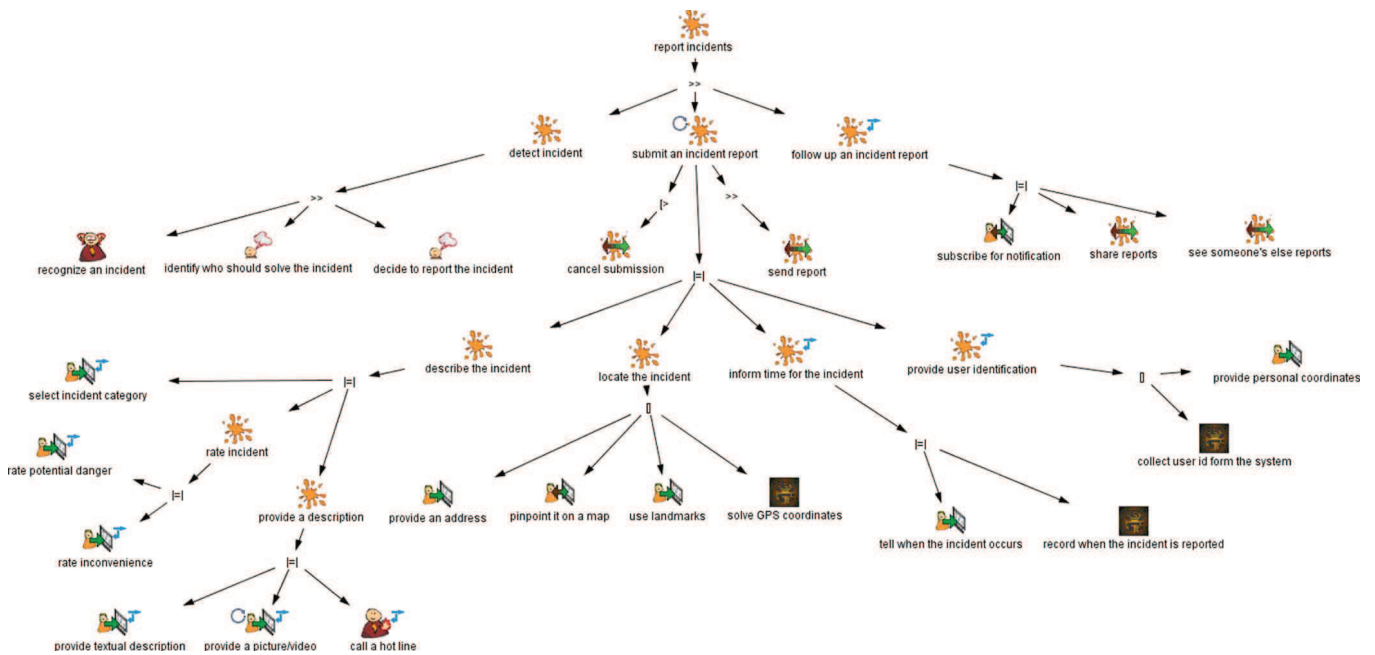 report incidents
>>
detect incident
submit an incident report
follow up an incident report
>>
[>
>>
|=|
recognize an incident
identify who should solve the incident
decide to report the incident
cancel submission
send report
subscribe for notification
share reports
see someone's else reports
|=|
describe the incident
locate the incident
inform time for the incident
provide user identification
select incident category
|=|
[]
[]
provide personal coordinates
rate incident
|=|
collect user id form the system
rate potential danger
|=|
provide a description
provide an address
pinpoint it on a map
use landmarks
solve GPS coordinates
tell when the incident occurs
record when the incident is reported
rate inconvenience
|=|
provide textual description
provide a picture/video
call a hot line